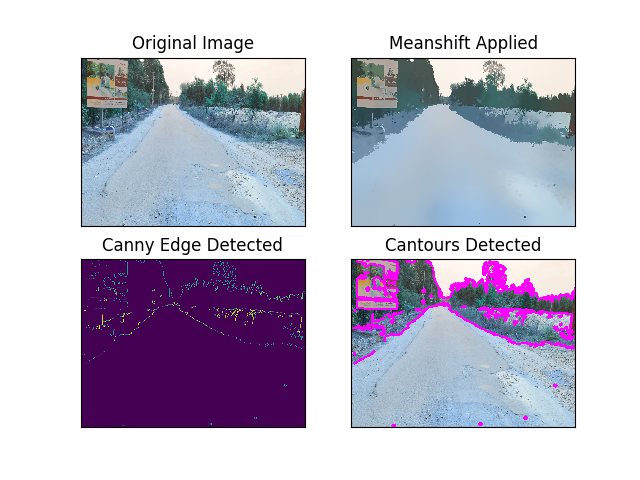 Original Image
Meanshift Applied
Canny Edge Detected
Cantours Detected